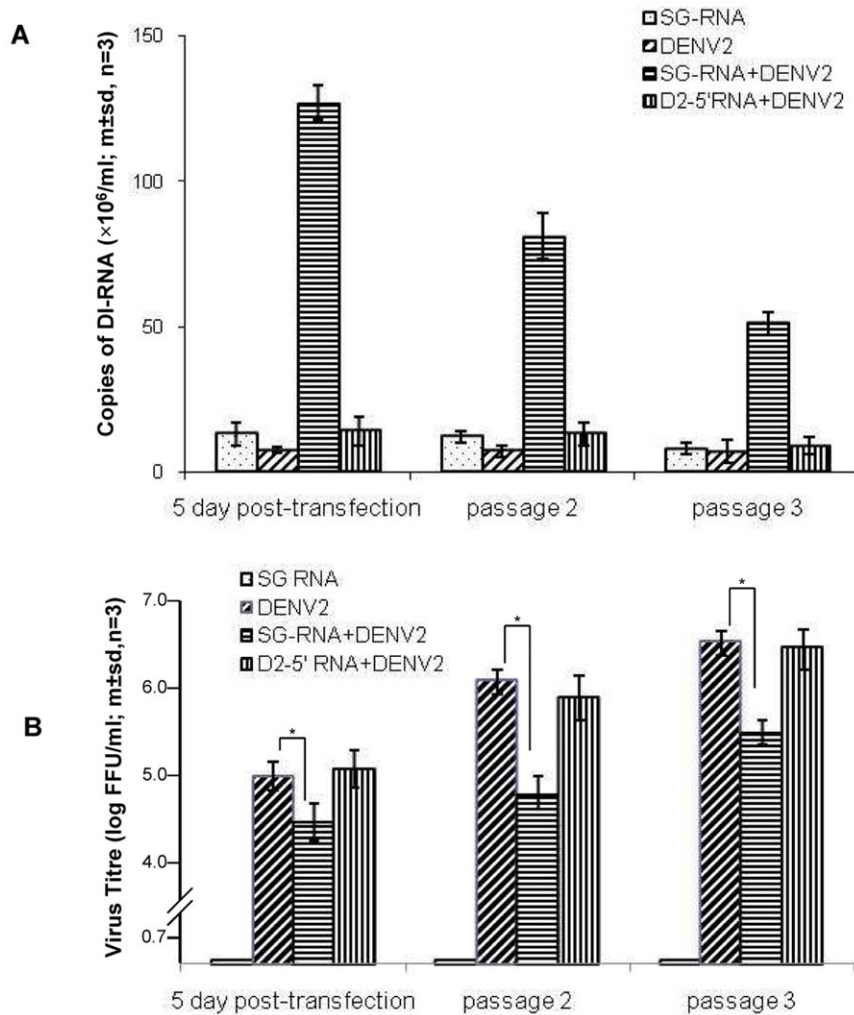 A
Copies of DI-RNA (×10⁶/ml; m±sd, n=3)
150
100
50
0
SG-RNA
DENV2
SG-RNA+DENV2
D2-5'RNA+DENV2
5 day post-transfection
passage 2
passage 3
B
Virus Titre (log FFU/ml; m±sd,n=3)
7.0
6.0
5.0
4.0
0.7
SG RNA
DENV2
SG-RNA+DENV2
D2-5' RNA+DENV2
*
*
*
5 day post-transfection
passage 2
passage 3